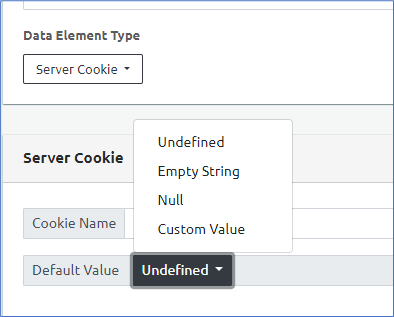 Data Element Type
Server Cookie
Server Cookie
Undefined
Empty String
Null
Custom Value
Cookie Name
Default Value Undefined